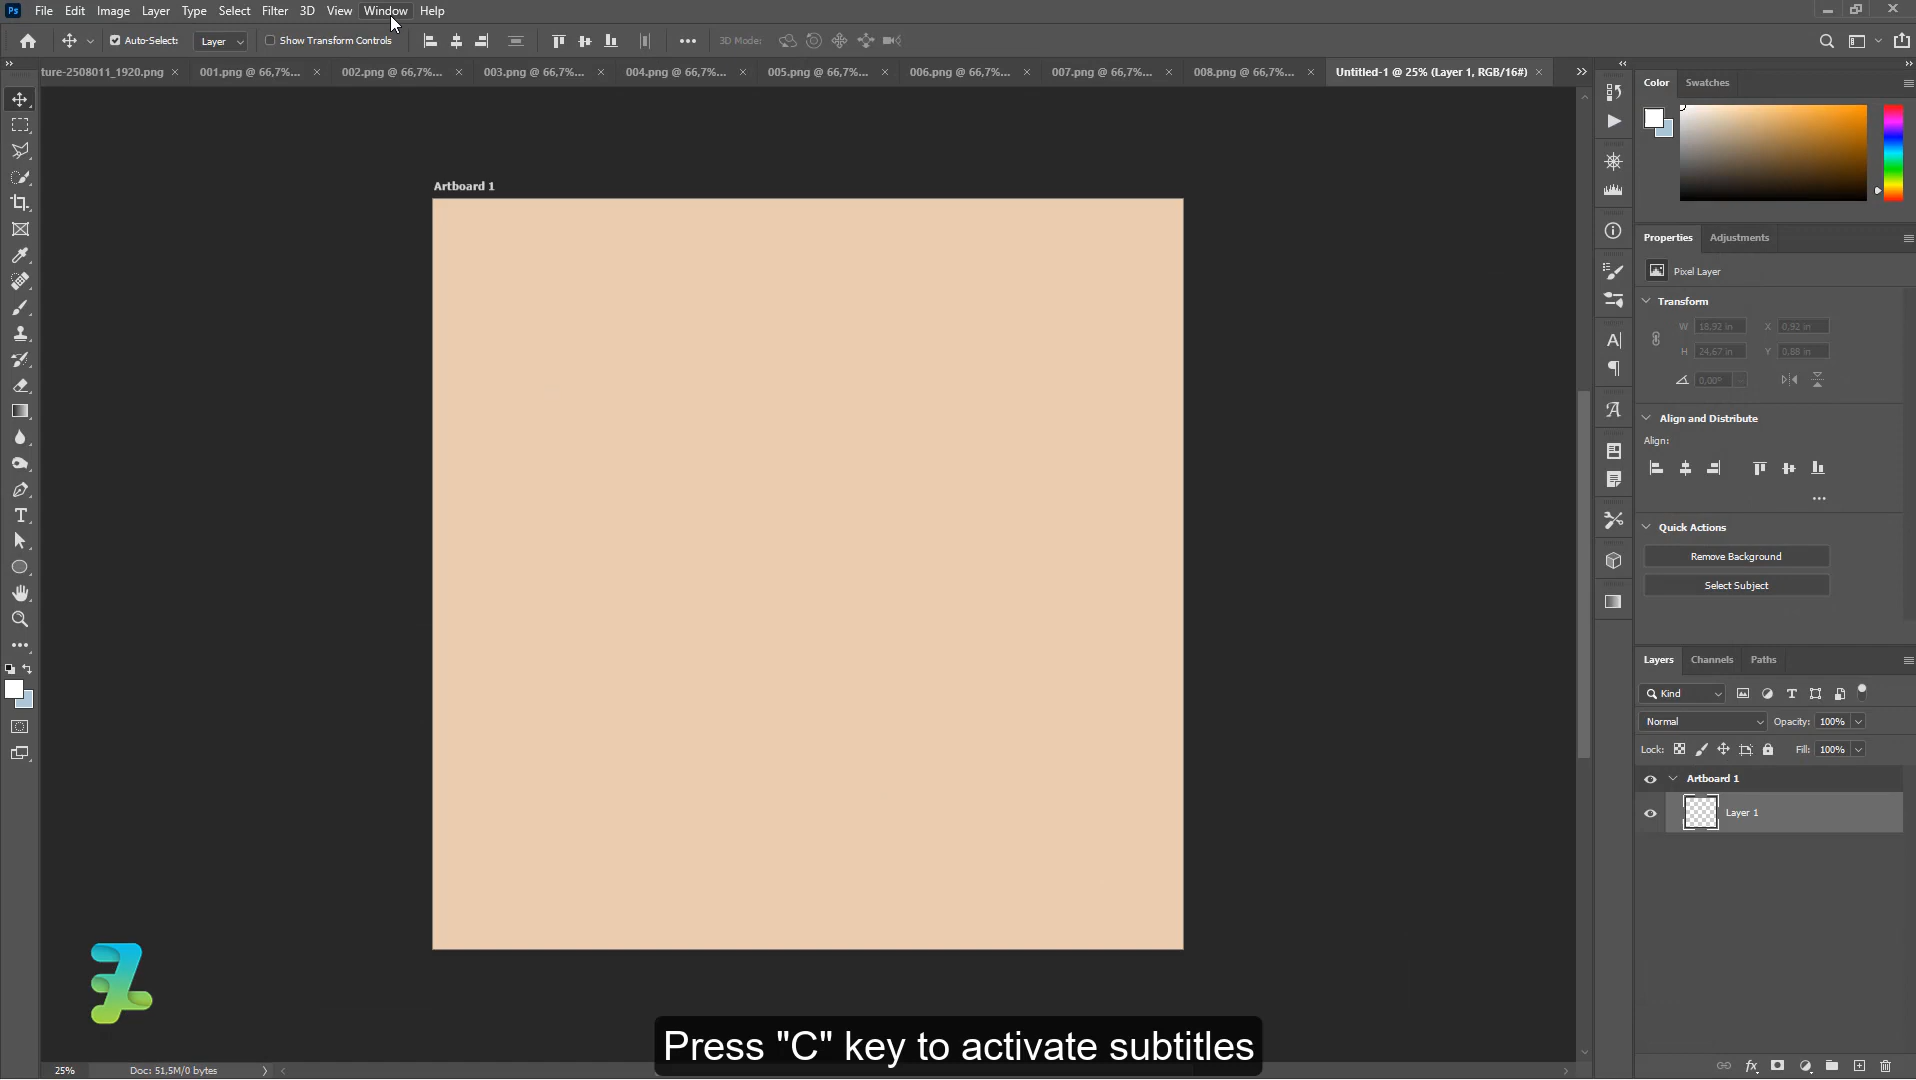 Ps File Edit Image Layer Type Select Filter 3D View Window Help
Auto-Select: Layer Show Transform Controls 3D Mode:
ture-2508011_1920.png 001.png @ 66,7%... 002.png @ 66,7%... 003.png @ 66,7%... 004.png @ 66,7%... 005.png @ 66,7%... 006.png @ 66,7%... 007.png @ 66,7%... 008.png @ 66,7%... Untitled-1 @ 25% (Layer 1, RGB/16#)
Color Swatches
Artboard 1
Properties Adjustments
Pixel Layer
Transform
W 18,92 in X 0,92 in
H 24,67 in Y 0,88 in
0,00°
Align and Distribute
Align:
Quick Actions
Remove Background
Select Subject
Layers Channels Paths
Kind
Normal Opacity: 100%
Lock: Fill: 100%
Artboard 1
Layer 1
Press "C" key to activate subtitles
25% Doc: 51,5M/0 bytes